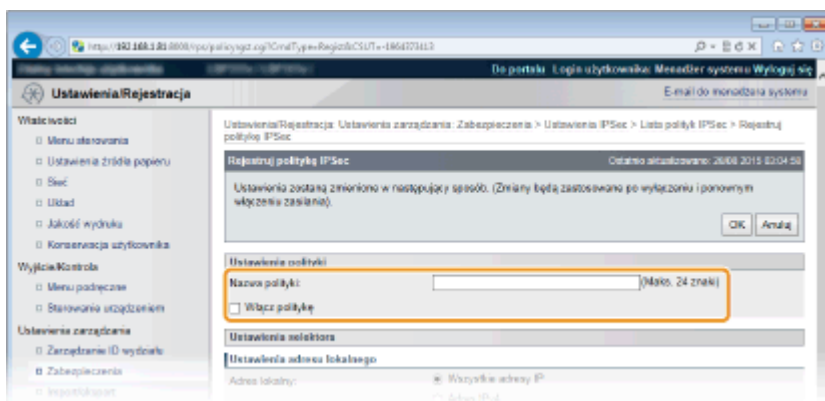 Do portalu Login użytkownika: Menedżer systemu Wyloguj się
Ustawienia/Rejestracja
E-mail do menedżera systemu
Właściwości
Menu sterowania
Ustawienia źródła papieru
Sieć
Układ
Jakość wydruku
Konserwacja użytkownika
Wyjście/Kontrola
Menu podręczne
Sterowanie urządzeniem
Ustawienia zarządzania
Zarządzanie ID wydziału
Zabezpieczenia
Import/Eksport
Ustawienia/Rejestracja: Ustawienia zarządzania: Zabezpieczenia > Ustawienia IPSec > Lista polityk IPSec > Rejestruj
politykę IPSec
Rejestruj politykę IPSec
Ostatnio aktualizowano: 28/08 2015 03:04:58
Ustawienia zostaną zmienione w następujący sposób. (Zmiany będą zastosowane po wyłączeniu i ponownym
włączeniu zasilania).
OK Anuluj
Ustawienia polityki
Nazwa polityki: (Maks. 24 znaki)
Włącz politykę
Ustawienia selektora
Ustawienia adresu lokalnego
Adres lokalny: Wszystkie adresy IP
Adres IPv4